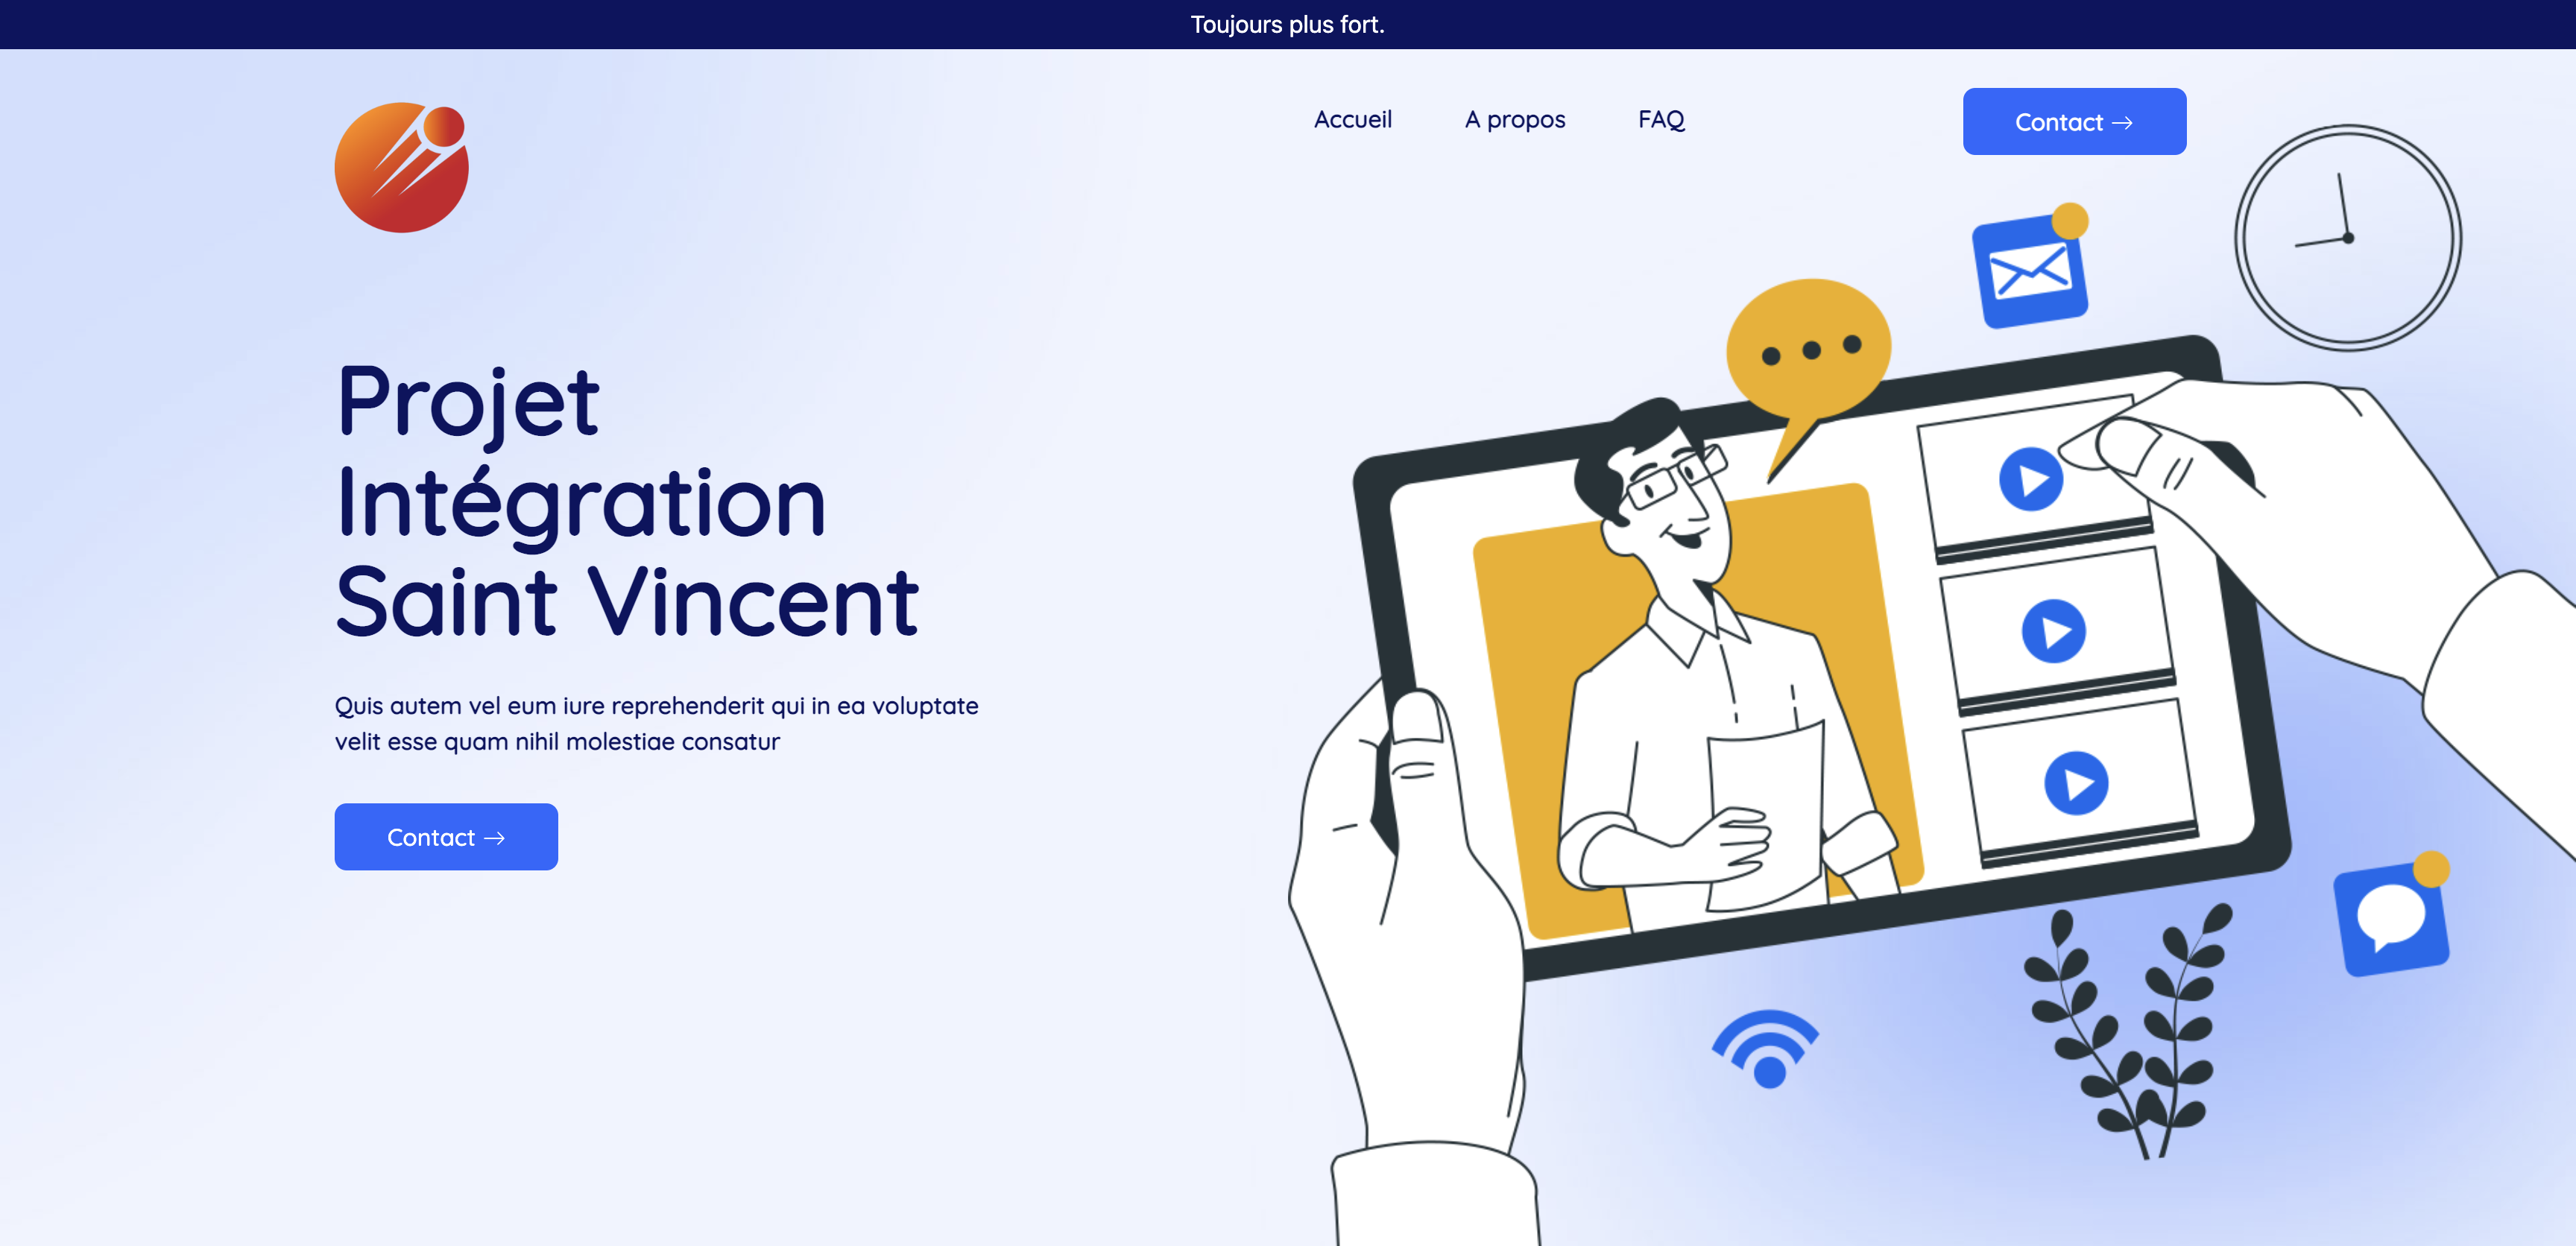 Toujours plus fort.
Accueil
A propos
FAQ
Contact →
Projet
Intégration
Saint Vincent
Quis autem vel eum iure reprehenderit qui in ea voluptate
velit esse quam nihil molestiae consatur
Contact →